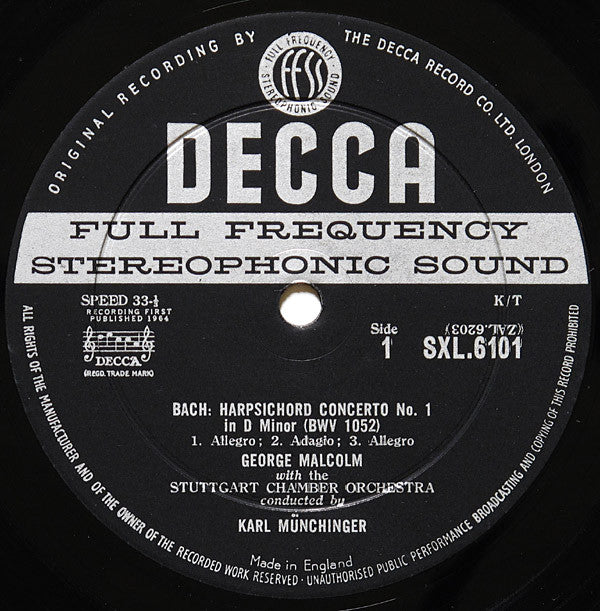 ORIGINAL RECORDING BY
THE DECCA RECORD CO. LTD. LONDON
FULL FREQUENCY
ffss
STEREOPHONIC SOUND
DECCA
FULL FREQUENCY
STEREOPHONIC SOUND
SPEED 33-⅓
RECORDING FIRST
PUBLISHED 1964
DECCA
(REGD. TRADE MARK)
K/T
(ZAL.6203)
Side
1
SXL.6101
BACH: HARPSICHORD CONCERTO No. 1
in D Minor (BWV 1052)
1. Allegro; 2. Adagio; 3. Allegro
GEORGE MALCOLM
with the
STUTTGART CHAMBER ORCHESTRA
conducted by
KARL MÜNCHINGER
Made in England
ALL RIGHTS OF THE MANUFACTURER AND OF THE OWNER OF THE RECORDED WORK RESERVED · UNAUTHORISED PUBLIC PERFORMANCE BROADCASTING AND COPYING OF THIS RECORD PROHIBITED